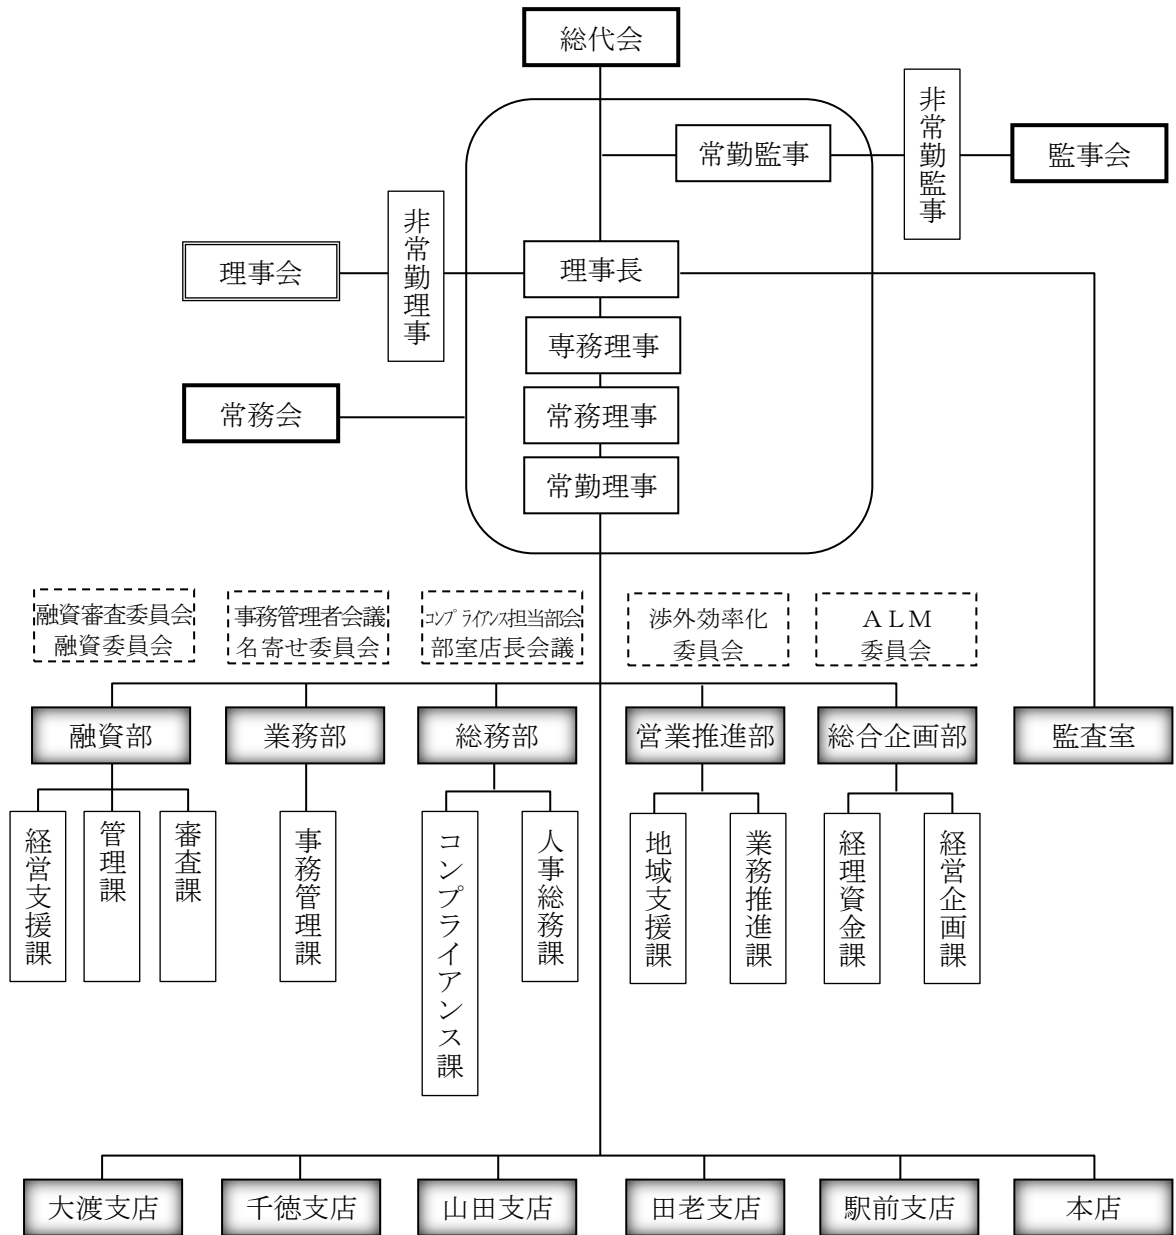 総代会
非常勤監事
常勤監事
監事会
非常勤理事
理事会
理事長
専務理事
常務会
常務理事
常勤理事
融資審査委員会
融資委員会
事務管理者会議
名寄せ委員会
コンプライアンス担当部会
部室店長会議
渉外効率化
委員会
ALM
委員会
融資部
業務部
総務部
営業推進部
総合企画部
監査室
経営支援課
管理課
審査課
事務管理課
コンプライアンス課
人事総務課
地域支援課
業務推進課
経理資金課
経営企画課
大渡支店
千徳支店
山田支店
田老支店
駅前支店
本店